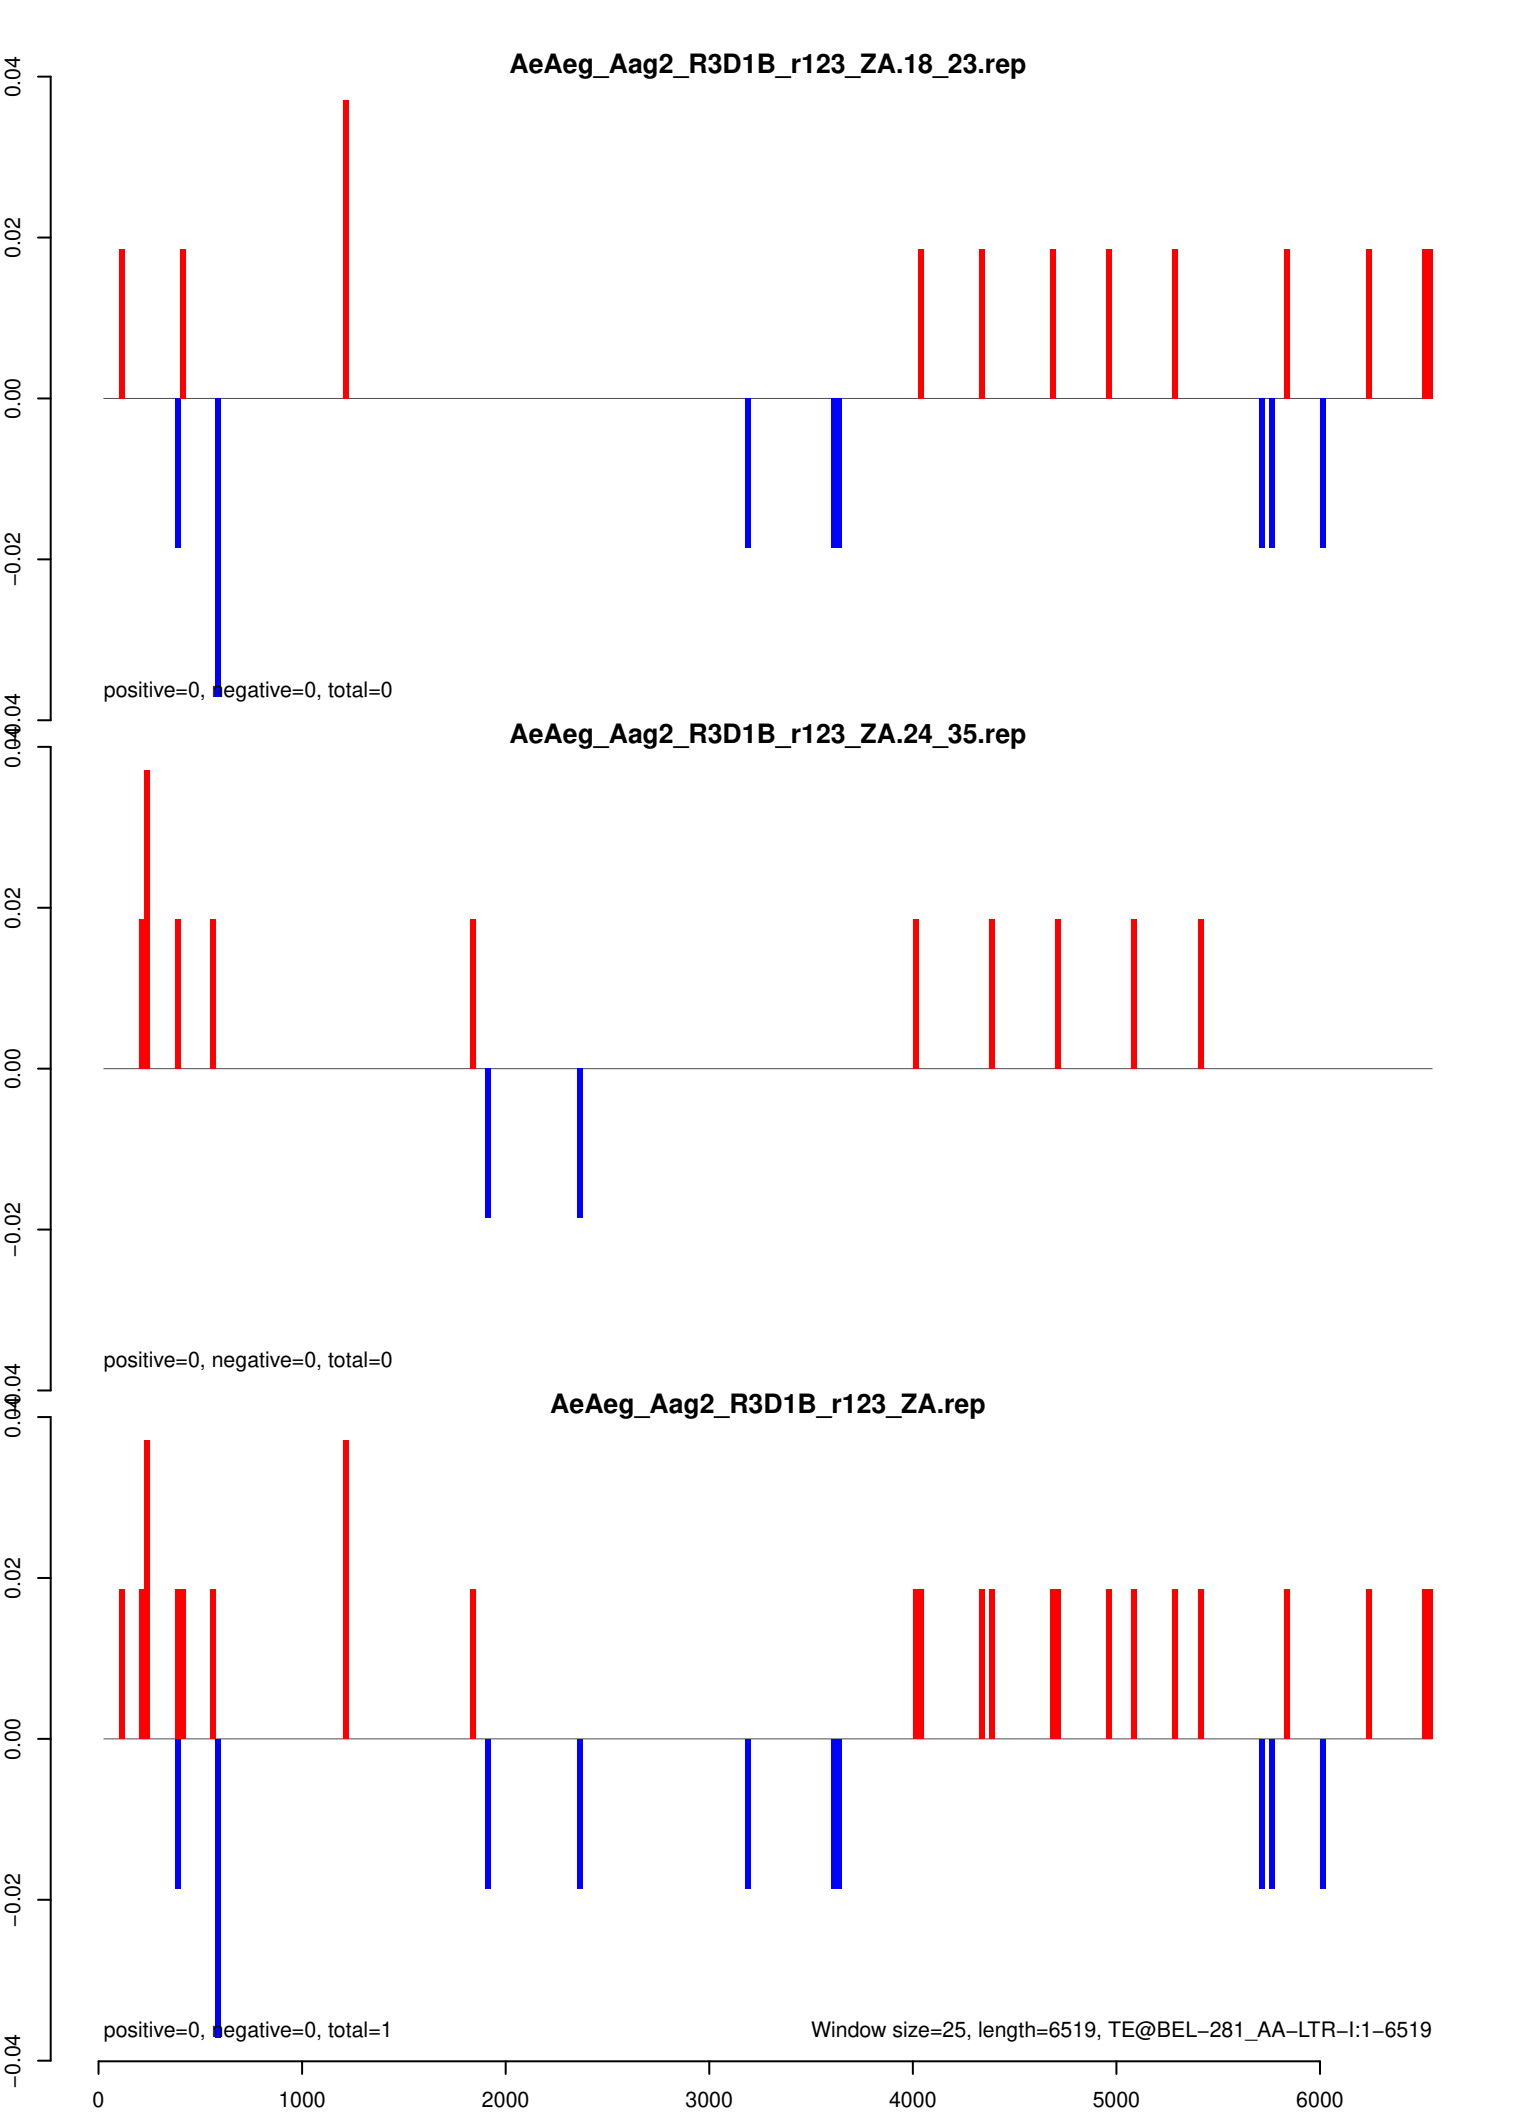 AeAeg_Aag2_R3D1B_r123_ZA.18_23.rep
0.04
0.02
0.00
−0.02
−0.04
positive=0, negative=0, total=0
AeAeg_Aag2_R3D1B_r123_ZA.24_35.rep
0.04
0.02
0.00
−0.02
−0.04
positive=0, negative=0, total=0
AeAeg_Aag2_R3D1B_r123_ZA.rep
0.04
0.02
0.00
−0.02
−0.04
positive=0, negative=0, total=1
Window size=25, length=6519, TE@BEL−281_AA−LTR−I:1−6519
0 1000 2000 3000 4000 5000 6000